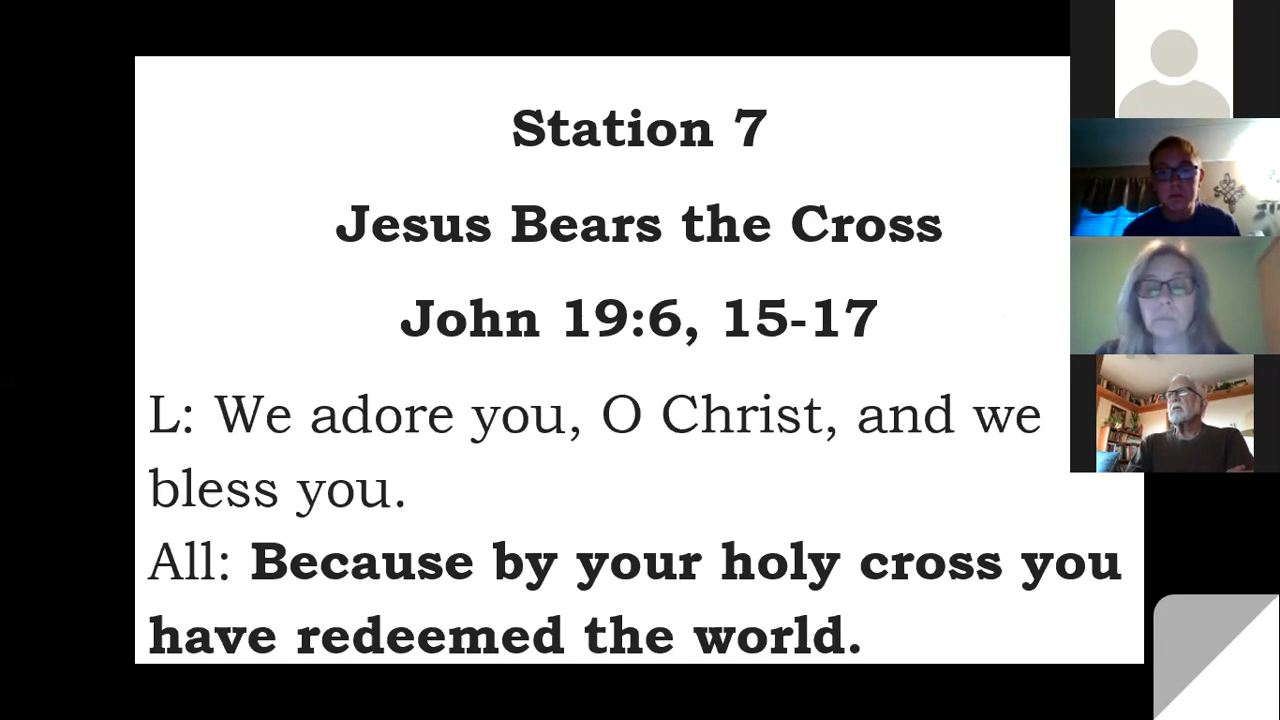 Station 7
Jesus Bears the Cross
John 19:6, 15-17
L: We adore you, O Christ, and we
bless you.
All: Because by your holy cross you
have redeemed the world.